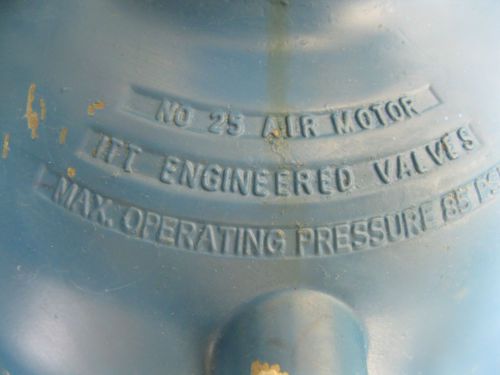 NO 25 AIR MOTOR
ITT ENGINEERED VALVES
MAX. OPERATING PRESSURE 85